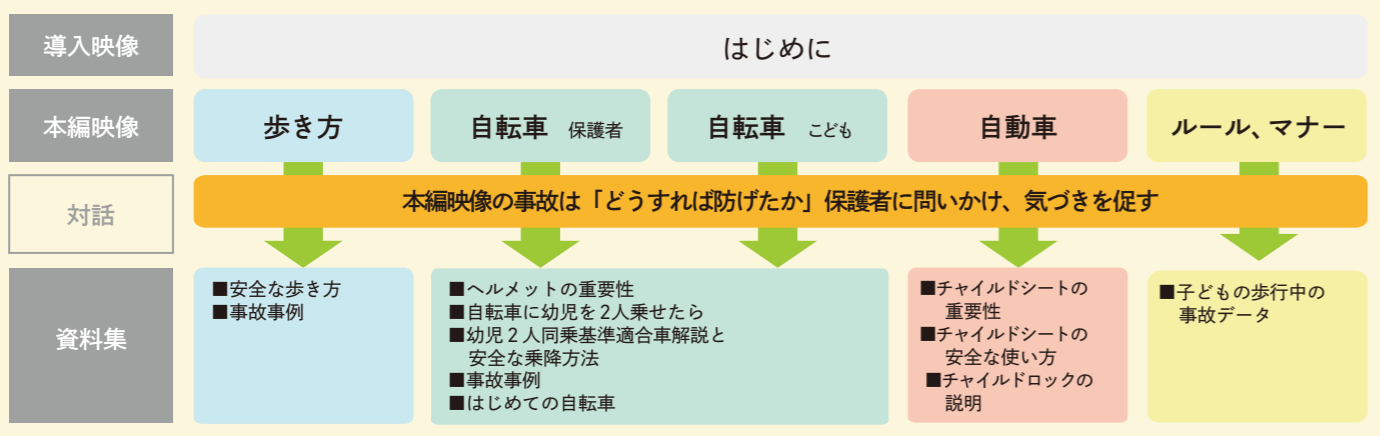 導入映像
はじめに
本編映像
歩き方
自転車 保護者
自転車 こども
自動車
ルール、マナー
対話
本編映像の事故は「どうすれば防げたか」保護者に問いかけ、気づきを促す
資料集
■安全な歩き方
■事故事例
■ヘルメットの重要性
■自転車に幼児を2人乗せたら
■幼児2人同乗基準適合車解説と
安全な乗降方法
■事故事例
■はじめての自転車
■チャイルドシートの
重要性
■チャイルドシートの
安全な使い方
■チャイルドロックの
説明
■子どもの歩行中の
事故データ